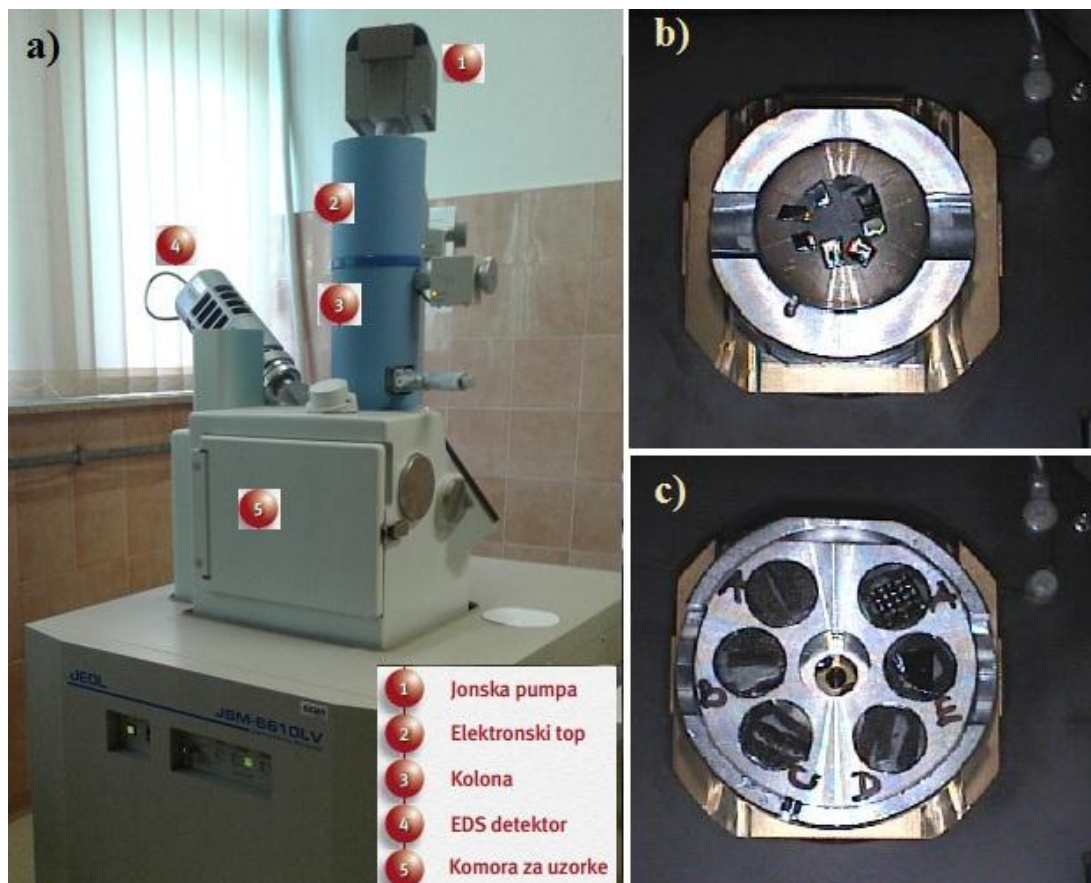 a)
1
2
4
3
5
JEOL
JSM-6610LV
1 Jonska pumpa
2 Elektronski top
3 Kolona
4 EDS detektor
5 Komora za uzorke
b)
c)
A
E
B
C
D